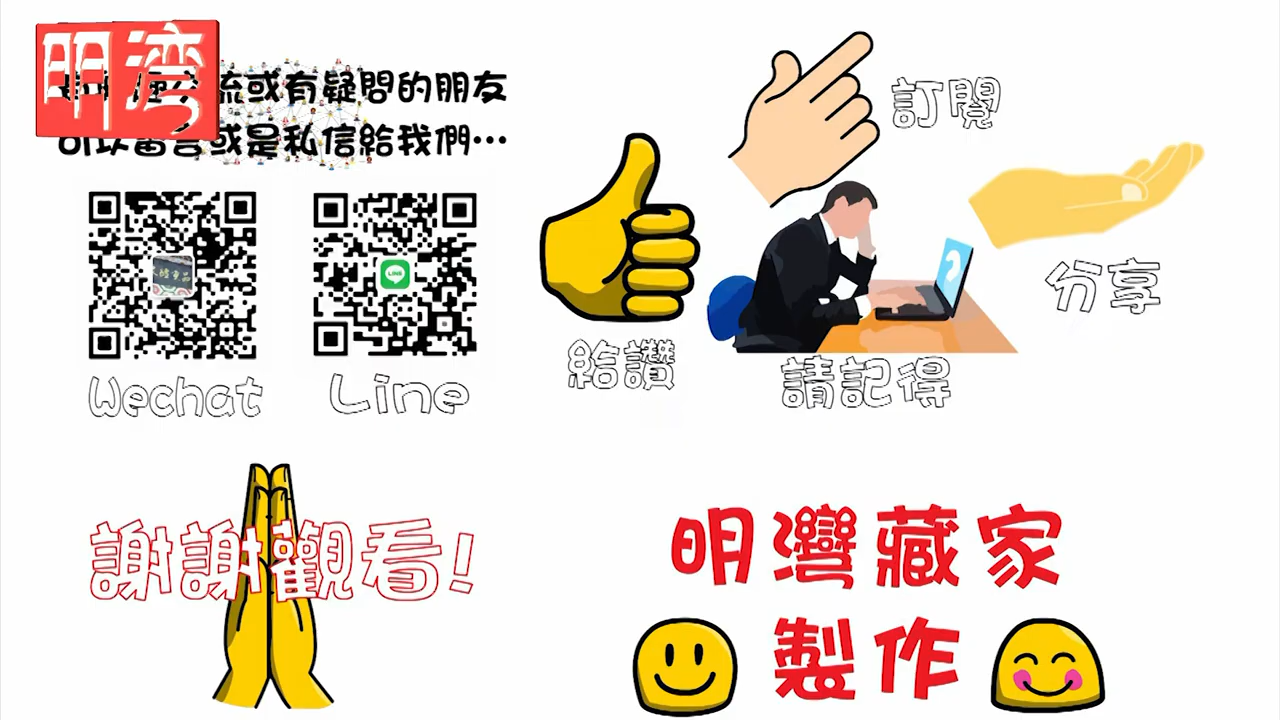 明湾
流或有疑問的朋友
可以留言或是私信給我們…
訂閱
分享
給讚
請記得
Wechat
Line
LINE
謝謝觀看!
明灣藏家
製作